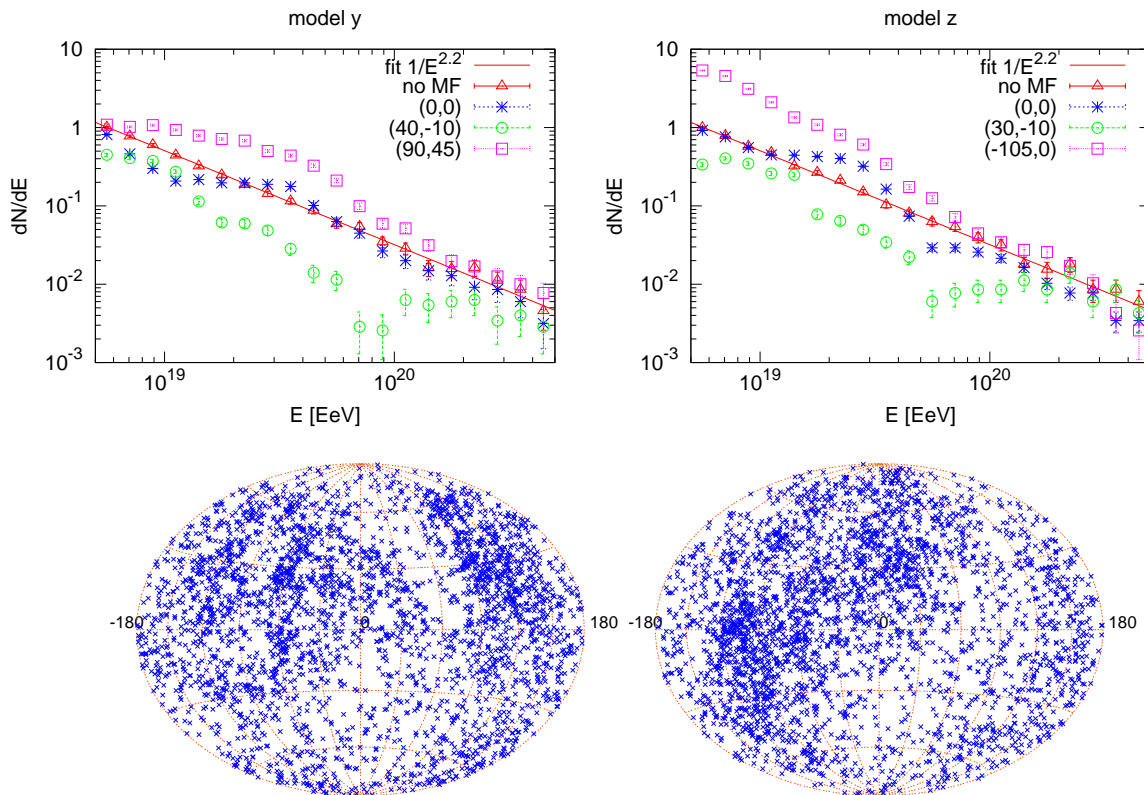 model y
10
1
10^-1
10^-2
10^-3
dN/dE
10^19
10^20
E [EeV]
fit 1/E^2.2
no MF
(0,0)
(40,-10)
(90,45)
model z
10
1
10^-1
10^-2
10^-3
dN/dE
10^19
10^20
E [EeV]
fit 1/E^2.2
no MF
(0,0)
(30,-10)
(-105,0)
-180
0
180
-180
0
180